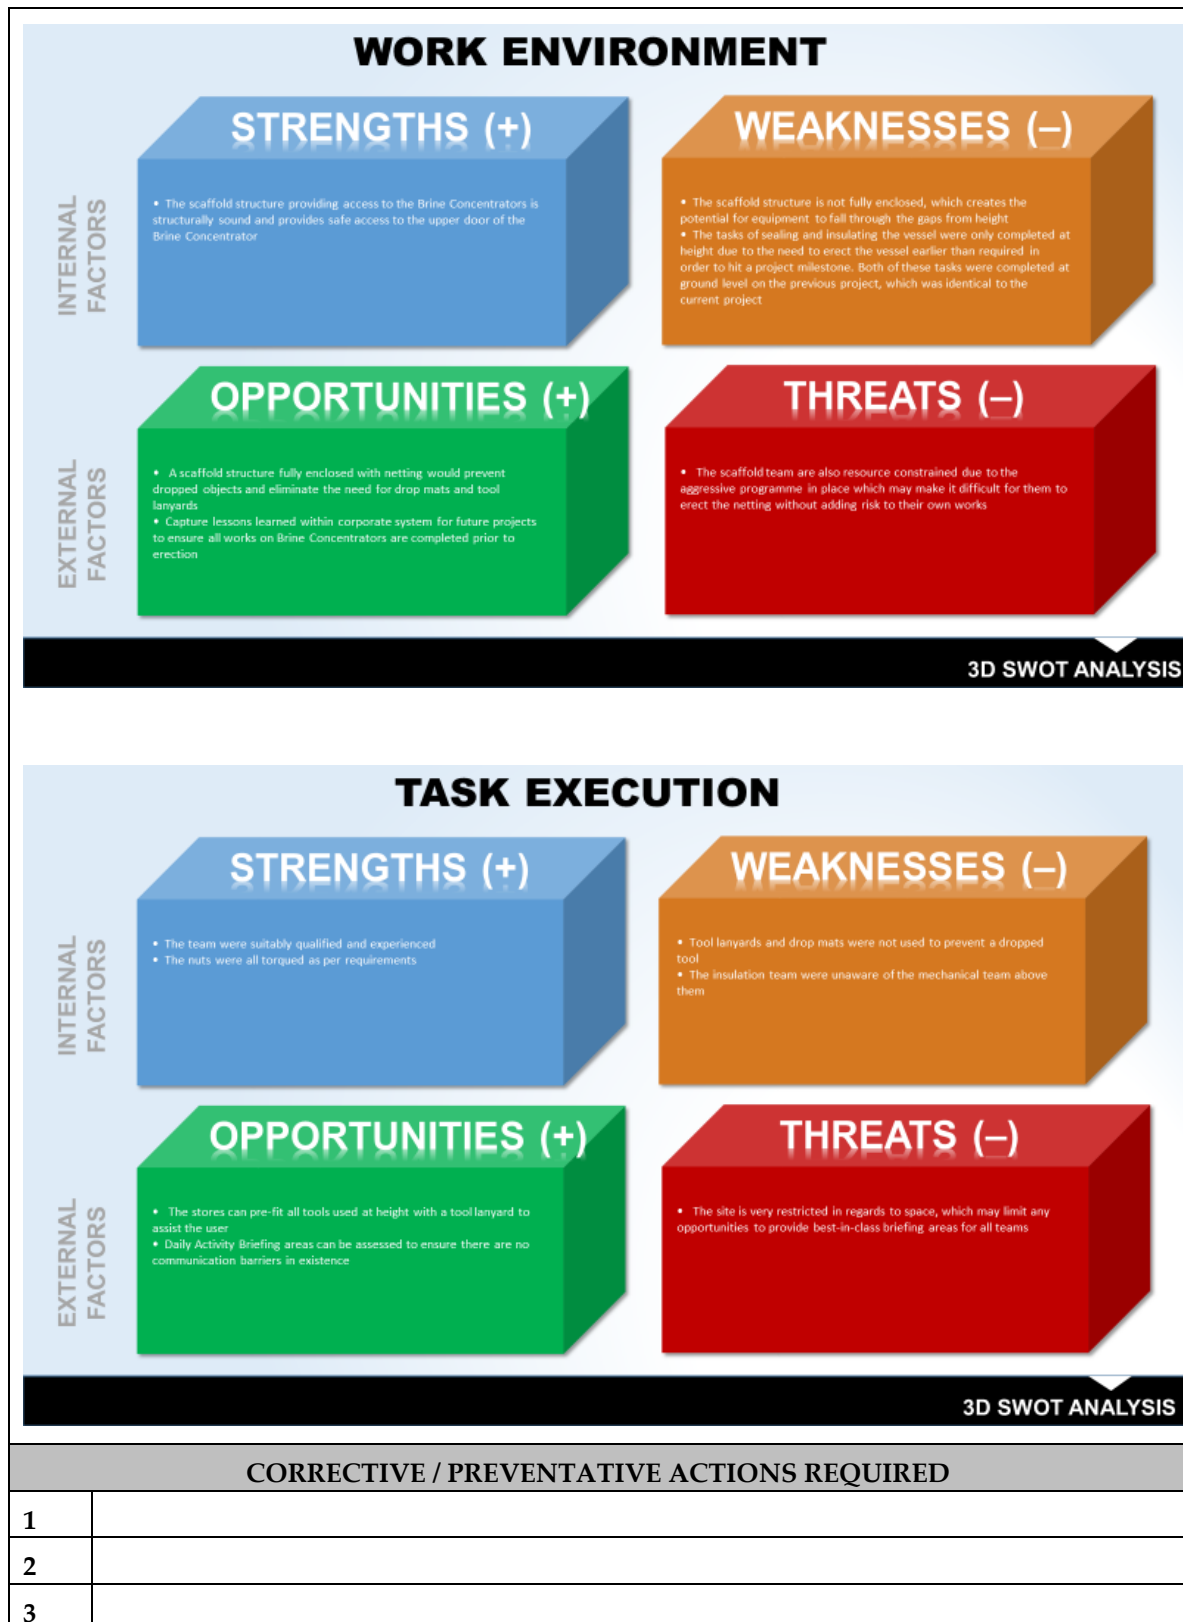 WORK ENVIRONMENT
INTERNAL
FACTORS
STRENGTHS (+)
• The scaffold structure providing access to the Brine Concentrators is
structurally sound and provides safe access to the upper door of the
Brine Concentrator
WEAKNESSES (–)
• The scaffold structure is not fully enclosed, which creates the
potential for equipment to fall through the gaps from height
• The tasks of sealing and insulating the vessel were only completed at
height due to the need to erect the vessel earlier than required in
order to hit a project milestone. Both of these tasks were completed at
ground level on the previous project, which was identical to the
current project
EXTERNAL
FACTORS
OPPORTUNITIES (+)
• A scaffold structure fully enclosed with netting would prevent
dropped objects and eliminate the need for drop mats and tool
lanyards
• Capture lessons learned within corporate system for future projects
to ensure all works on Brine Concentrators are completed prior to
erection
THREATS (–)
• The scaffold team are also resource constrained due to the
aggressive programme in place which may make it difficult for them to
erect the netting without adding risk to their own works
3D SWOT ANALYSIS
TASK EXECUTION
INTERNAL
FACTORS
STRENGTHS (+)
• The team were suitably qualified and experienced
• The nuts were all torqued as per requirements
WEAKNESSES (–)
• Tool lanyards and drop mats were not used to prevent a dropped
tool
• The insulation team were unaware of the mechanical team above
them
EXTERNAL
FACTORS
OPPORTUNITIES (+)
• The stores can pre-fit all tools used at height with a tool lanyard to
assist the user
• Daily Activity Briefing areas can be assessed to ensure there are no
communication barriers in existence
THREATS (–)
• The site is very restricted in regards to space, which may limit any
opportunities to provide best-in-class briefing areas for all teams
3D SWOT ANALYSIS
CORRECTIVE / PREVENTATIVE ACTIONS REQUIRED
1
2
3